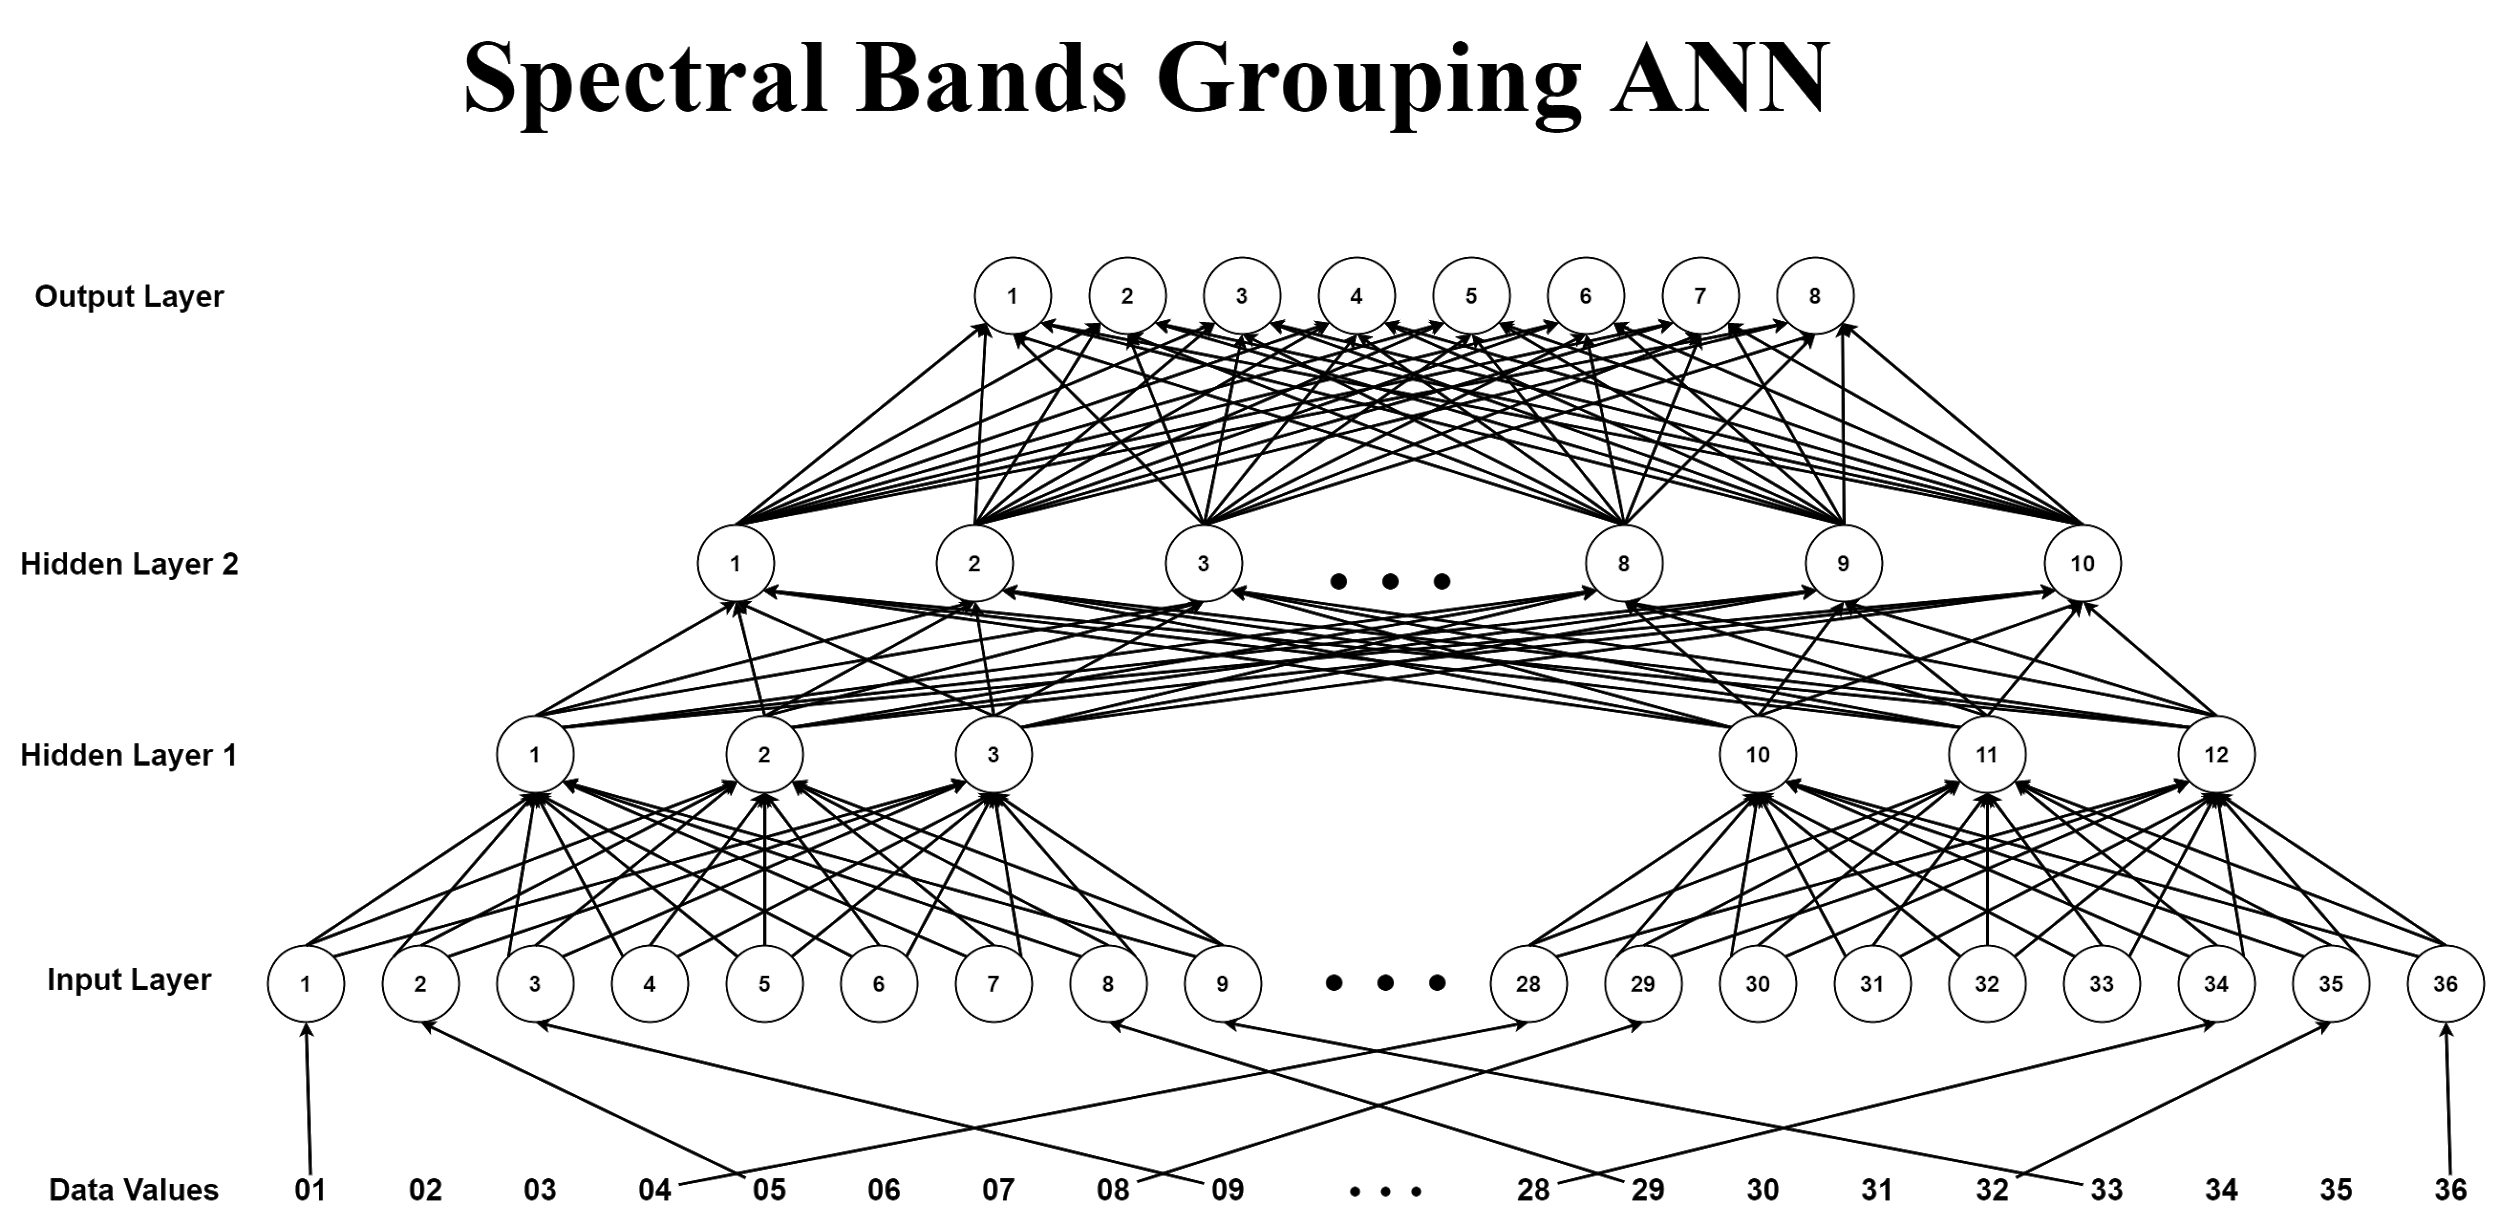 Spectral Bands Grouping ANN
Output Layer 1 2 3 4 5 6 7 8
Hidden Layer 2 1 2 3 • • • 8 9 10
Hidden Layer 1 1 2 3 10 11 12
Input Layer 1 2 3 4 5 6 7 8 9 • • • 28 29 30 31 32 33 34 35 36
Data Values 01 02 03 04 05 06 07 08 09 • • • 28 29 30 31 32 33 34 35 36